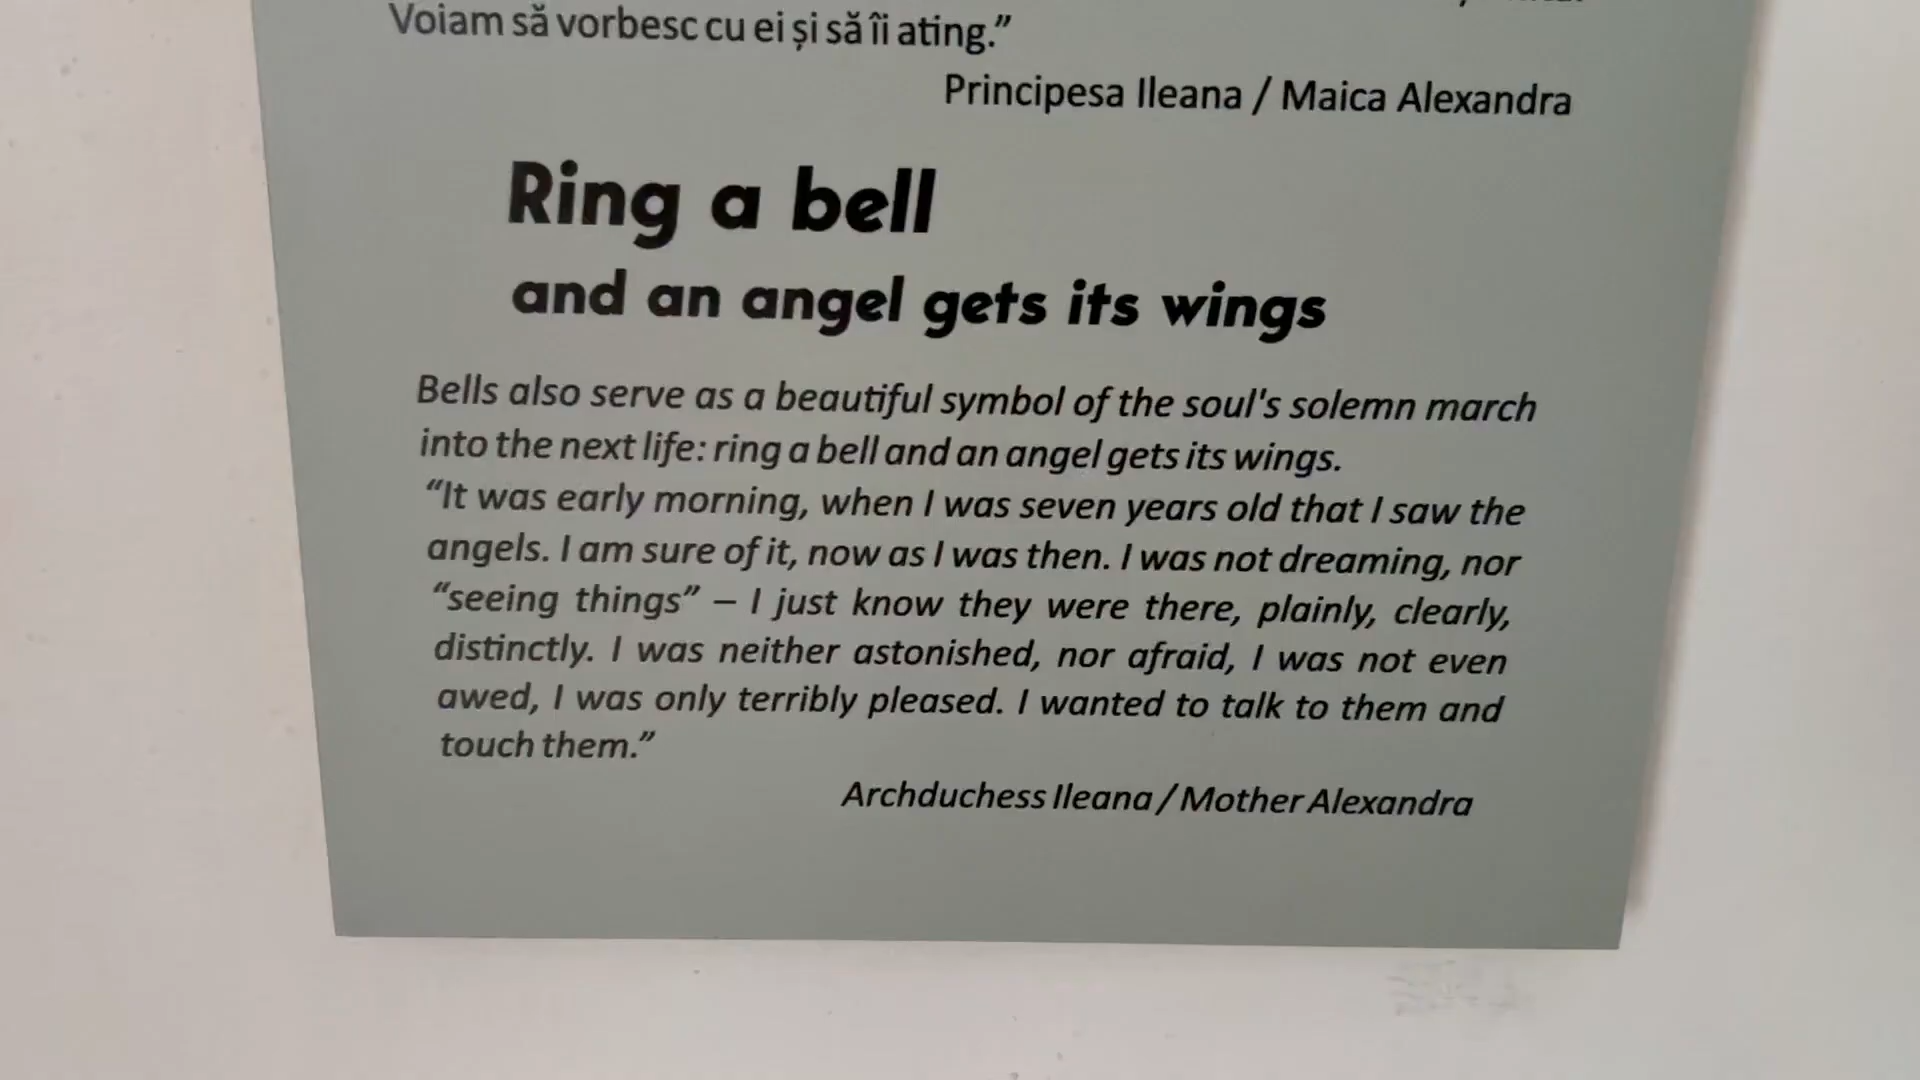 Voiam să vorbesc cu ei și să îi ating.”
Principesa Ileana / Maica Alexandra
Ring a bell
and an angel gets its wings
Bells also serve as a beautiful symbol of the soul's solemn march
into the next life: ring a bell and an angel gets its wings.
“It was early morning, when I was seven years old that I saw the
angels. I am sure of it, now as I was then. I was not dreaming, nor
“seeing things” – I just know they were there, plainly, clearly,
distinctly. I was neither astonished, nor afraid, I was not even
awed, I was only terribly pleased. I wanted to talk to them and
touch them.”
Archduchess Ileana / Mother Alexandra